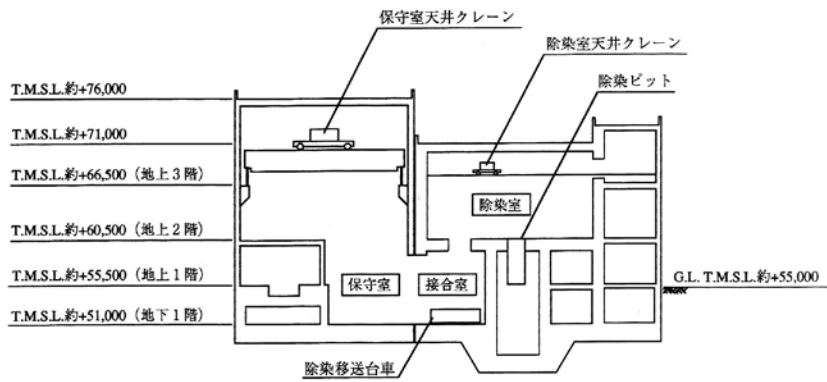 保守室天井クレーン
除染室天井クレーン
除染ピット
T.M.S.L.約+76,000
T.M.S.L.約+71,000
T.M.S.L.約+66,500（地上3階）
除染室
T.M.S.L.約+60,500（地上2階）
T.M.S.L.約+55,500（地上1階）
保守室
接合室
G.L. T.M.S.L.約+55,000
T.M.S.L.約+51,000（地下1階）
除染移送台車